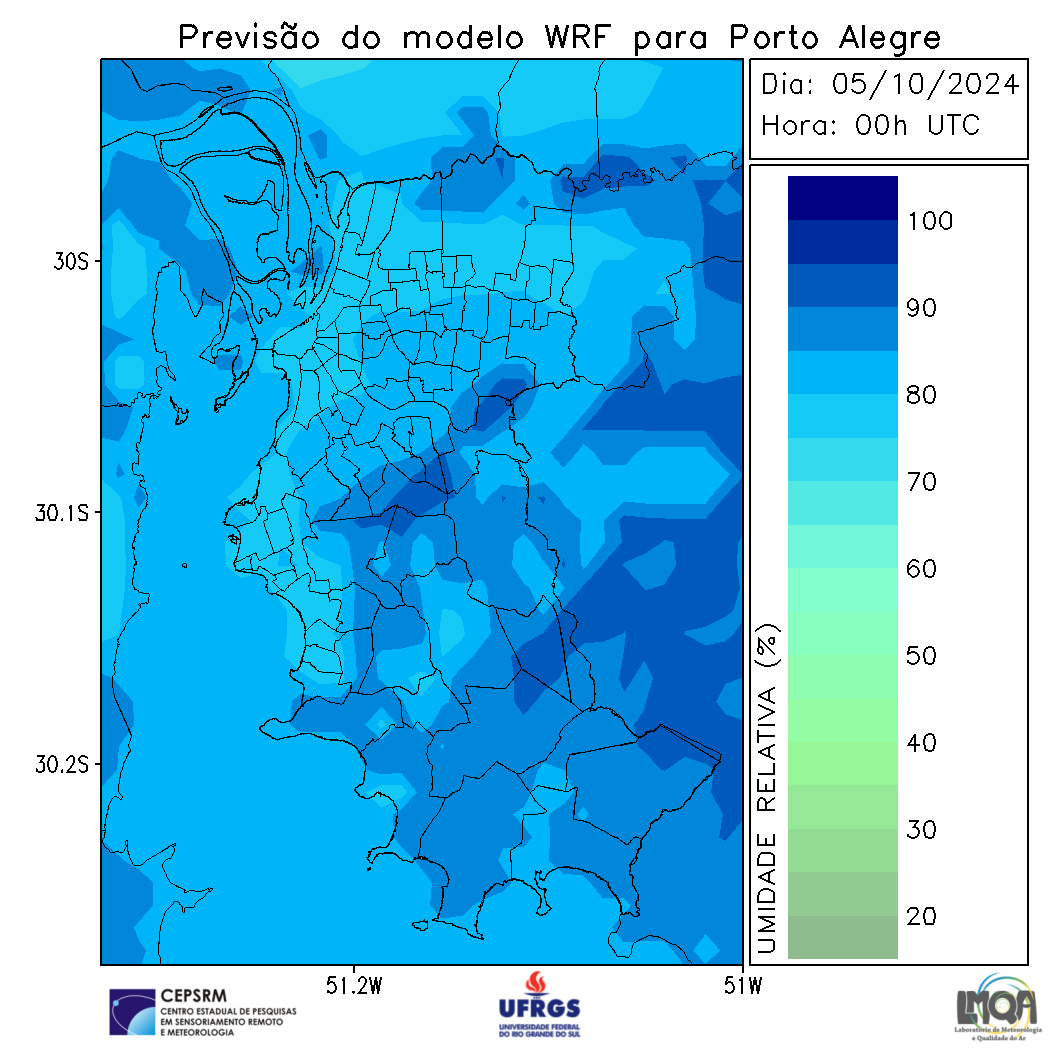 Previsão do modelo WRF para Porto Alegre
Dia: 05/10/2024
Hora: 00h UTC
30S
30.1S
30.2S
51.2W
51W
100
90
80
70
60
50
40
30
20
UMIDADE RELATIVA (%)
CEPSRM
CENTRO ESTADUAL DE PESQUISAS
EM SENSORIAMENTO REMOTO
E METEOROLOGIA
UFRGS
UNIVERSIDADE FEDERAL
DO RIO GRANDE DO SUL
LMQA
Laboratório de Meteorologia
e Qualidade do Ar